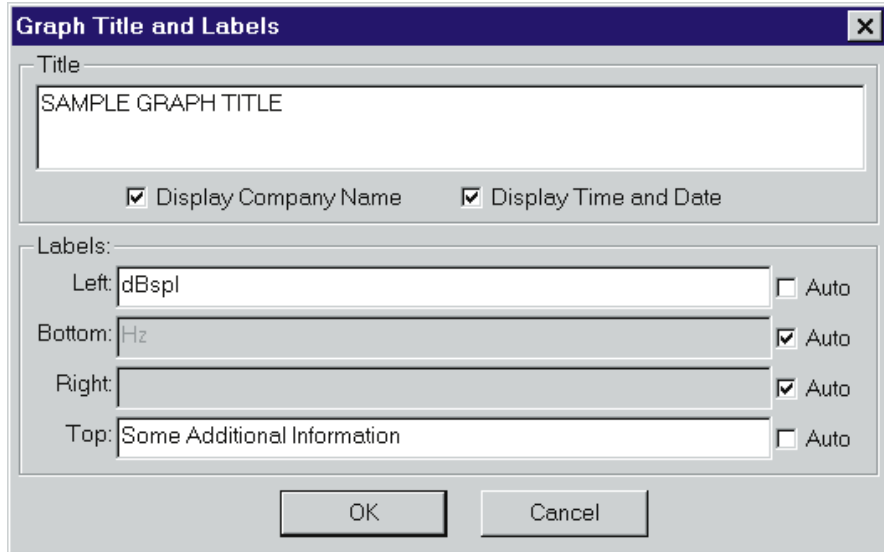 Graph Title and Labels
Title
SAMPLE GRAPH TITLE
Display Company Name Display Time and Date
Labels:
Left: dBspl Auto
Bottom: Hz Auto
Right: Auto
Top: Some Additional Information Auto
OK Cancel